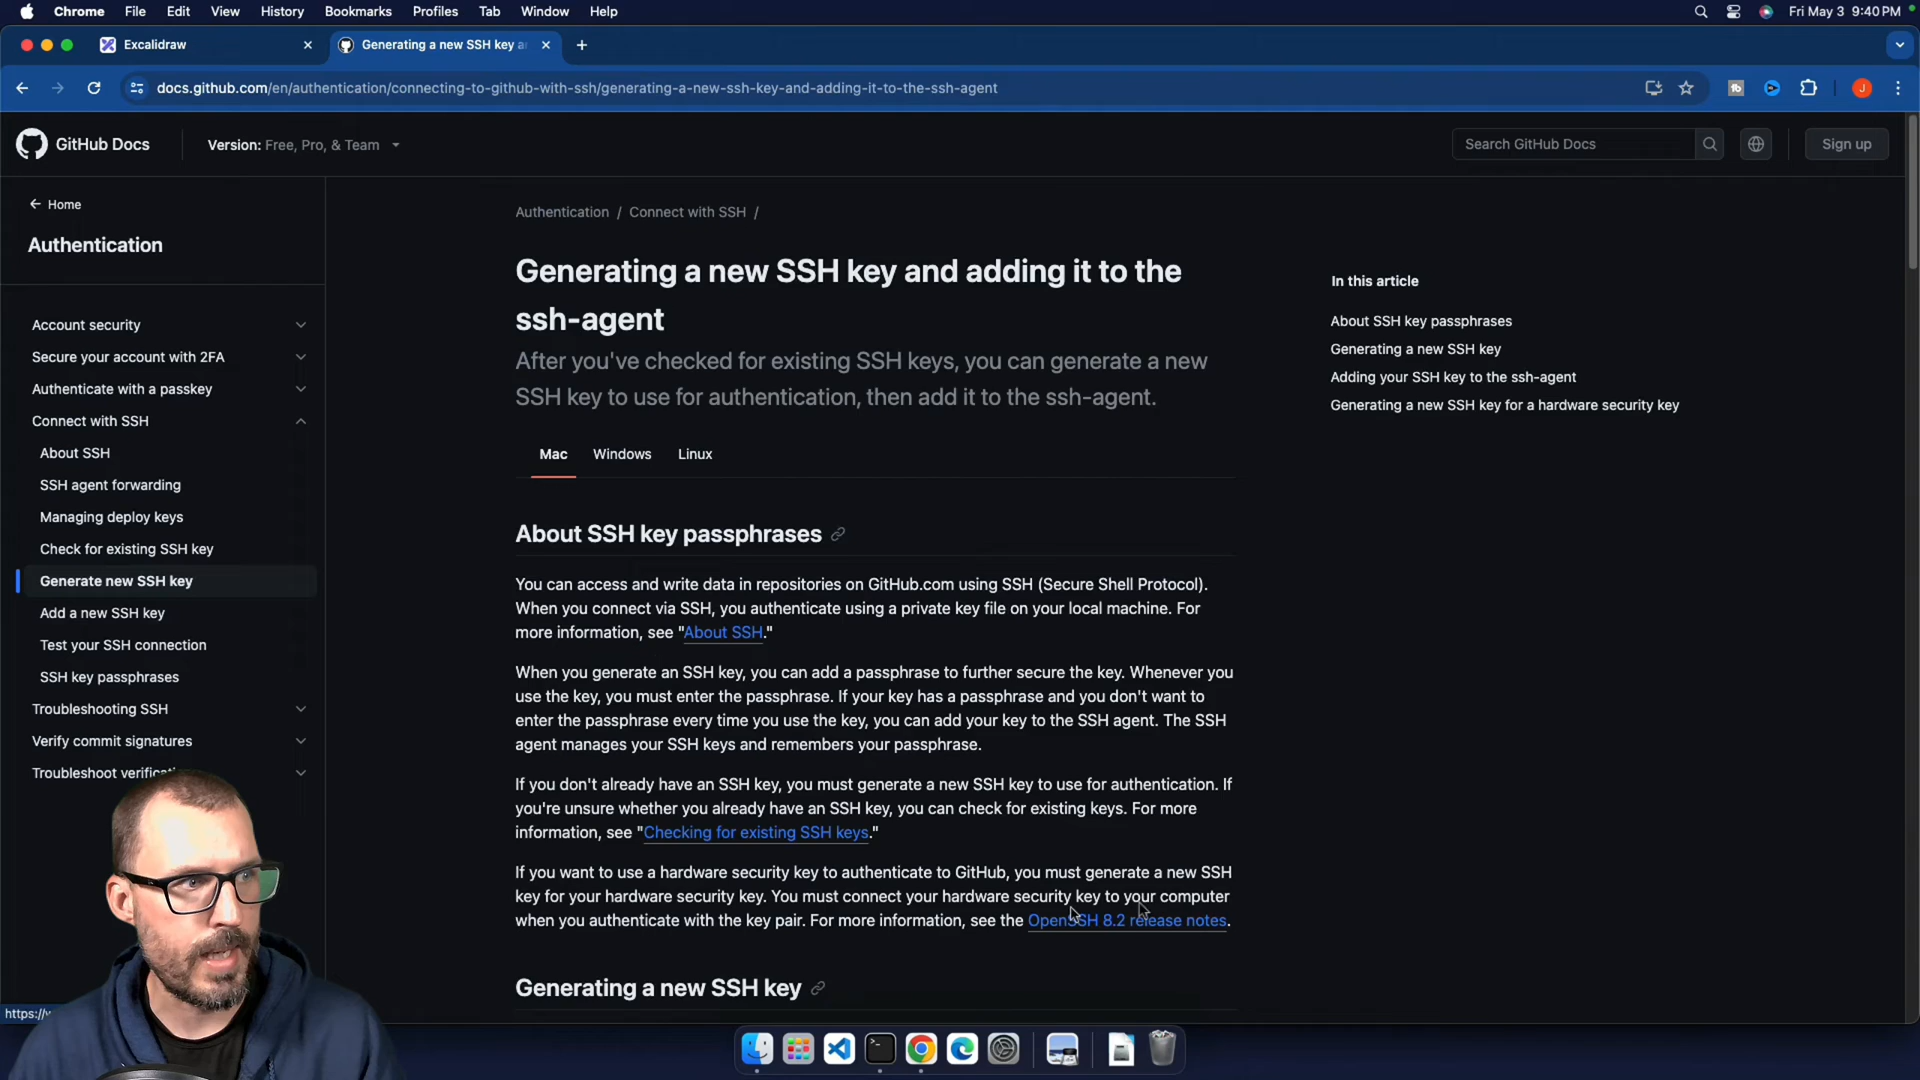 Chrome File Edit View History Bookmarks Profiles Tab Window Help Fri May 3 9:40 PM
Excalidraw
Generating a new SSH key a
docs.github.com/en/authentication/connecting-to-github-with-ssh/generating-a-new-ssh-key-and-adding-it-to-the-ssh-agent
tb
J
GitHub Docs
Version: Free, Pro, & Team
Search GitHub Docs
Sign up
Home
Authentication
Account security
Secure your account with 2FA
Authenticate with a passkey
Connect with SSH
About SSH
SSH agent forwarding
Managing deploy keys
Check for existing SSH key
Generate new SSH key
Add a new SSH key
Test your SSH connection
SSH key passphrases
Troubleshooting SSH
Verify commit signatures
Troubleshoot
https://
Authentication / Connect with SSH /
Generating a new SSH key and adding it to the
ssh-agent
After you've checked for existing SSH keys, you can generate a new
SSH key to use for authentication, then add it to the ssh-agent.
Mac Windows Linux
About SSH key passphrases
You can access and write data in repositories on GitHub.com using SSH (Secure Shell Protocol).
When you connect via SSH, you authenticate using a private key file on your local machine. For
more information, see "About SSH."
When you generate an SSH key, you can add a passphrase to further secure the key. Whenever you
use the key, you must enter the passphrase. If your key has a passphrase and you don't want to
enter the passphrase every time you use the key, you can add your key to the SSH agent. The SSH
agent manages your SSH keys and remembers your passphrase.
If you don't already have an SSH key, you must generate a new SSH key to use for authentication. If
you're unsure whether you already have an SSH key, you can check for existing keys. For more
information, see "Checking for existing SSH keys."
If you want to use a hardware security key to authenticate to GitHub, you must generate a new SSH
key for your hardware security key. You must connect your hardware security key to your computer
when you authenticate with the key pair. For more information, see the OpenSSH 8.2 release notes.
Generating a new SSH key
In this article
About SSH key passphrases
Generating a new SSH key
Adding your SSH key to the ssh-agent
Generating a new SSH key for a hardware security key